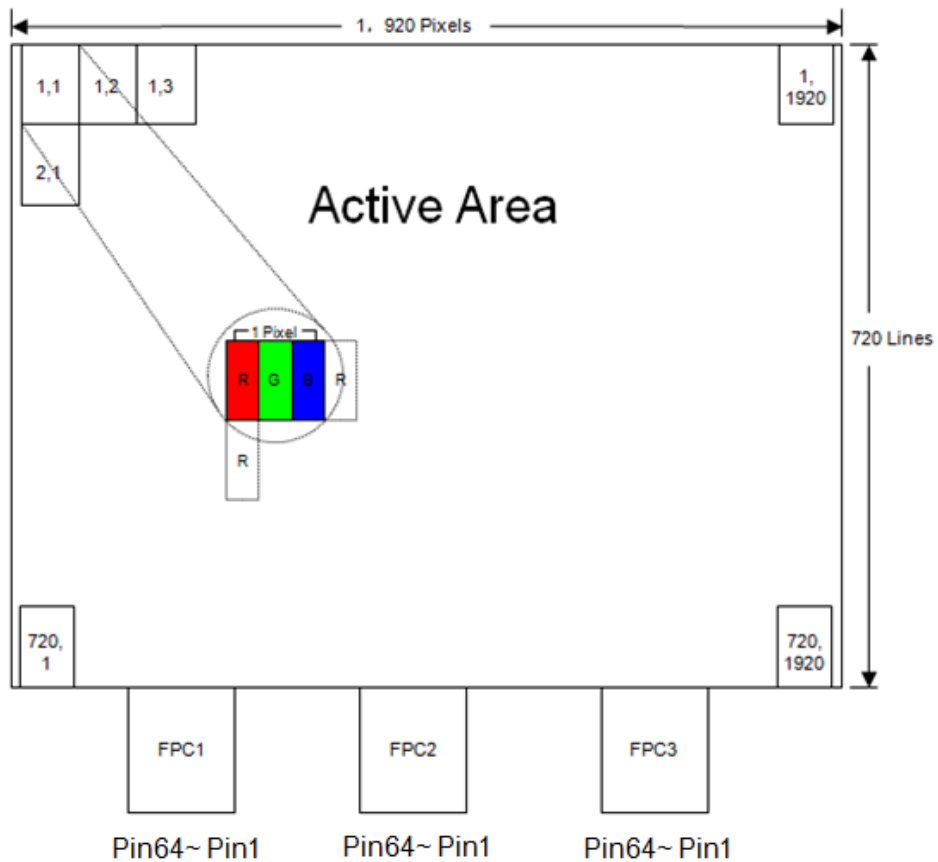 1，920 Pixels
1,1 1,2 1,3
1,
1920
2,1
Active Area
1 Pixel
R G B R
720 Lines
R
720,
1
720,
1920
FPC1 FPC2 FPC3
Pin64~ Pin1 Pin64~ Pin1 Pin64~ Pin1